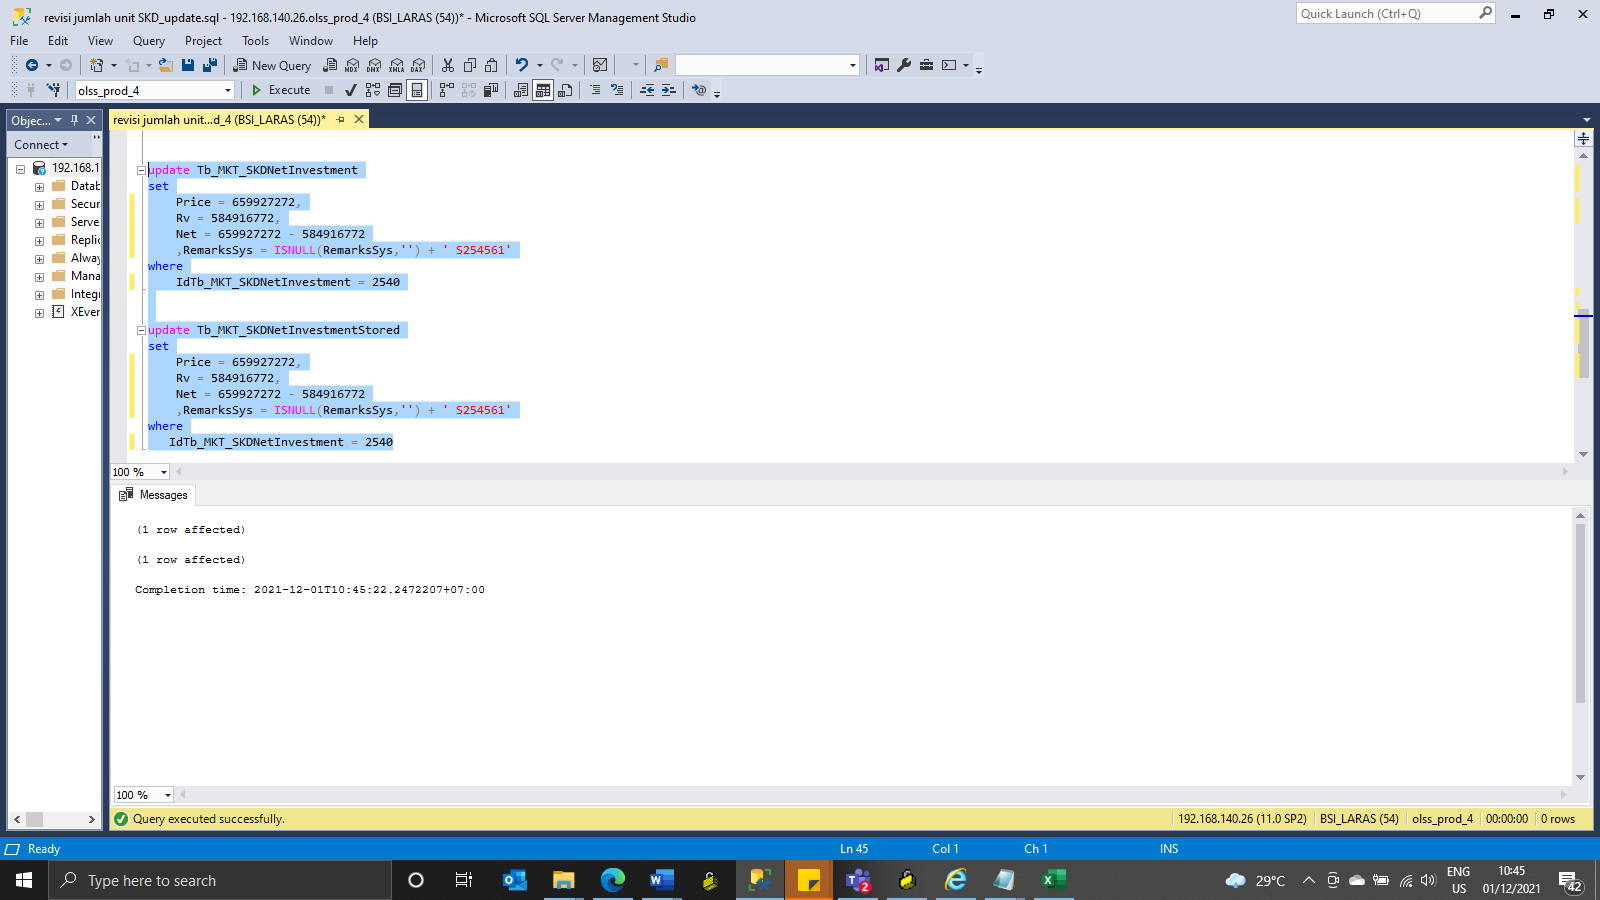 revisi jumlah unit SKD_update.sql - 192.168.140.26.olss_prod_4 (BSI_LARAS (54))* - Microsoft SQL Server Management Studio
Quick Launch (Ctrl+Q)
File Edit View Query Project Tools Window Help
New Query
MDX DMX XMLA DAX
olss_prod_4
Execute
Objec...
revisi jumlah unit...d_4 (BSI_LARAS (54))*
Connect
192.168.1
Datab
Secur
Serve
Replic
Alway
Mana
Integr
XEver
update Tb_MKT_SKDNetInvestment
set
Price = 659927272,
Rv = 584916772,
Net = 659927272 - 584916772
,RemarksSys = ISNULL(RemarksSys,'') + ' S254561'
where
IdTb_MKT_SKDNetInvestment = 2540
update Tb_MKT_SKDNetInvestmentStored
set
Price = 659927272,
Rv = 584916772,
Net = 659927272 - 584916772
,RemarksSys = ISNULL(RemarksSys,'') + ' S254561'
where
IdTb_MKT_SKDNetInvestment = 2540
100 %
Messages
(1 row affected)
(1 row affected)
Completion time: 2021-12-01T10:45:22.2472207+07:00
100 %
Query executed successfully.
192.168.140.26 (11.0 SP2) BSI_LARAS (54) olss_prod_4 00:00:00 0 rows
Ready
Ln 45 Col 1 Ch 1 INS
Type here to search
2
29°C
ENG
US
10:45
01/12/2021
42